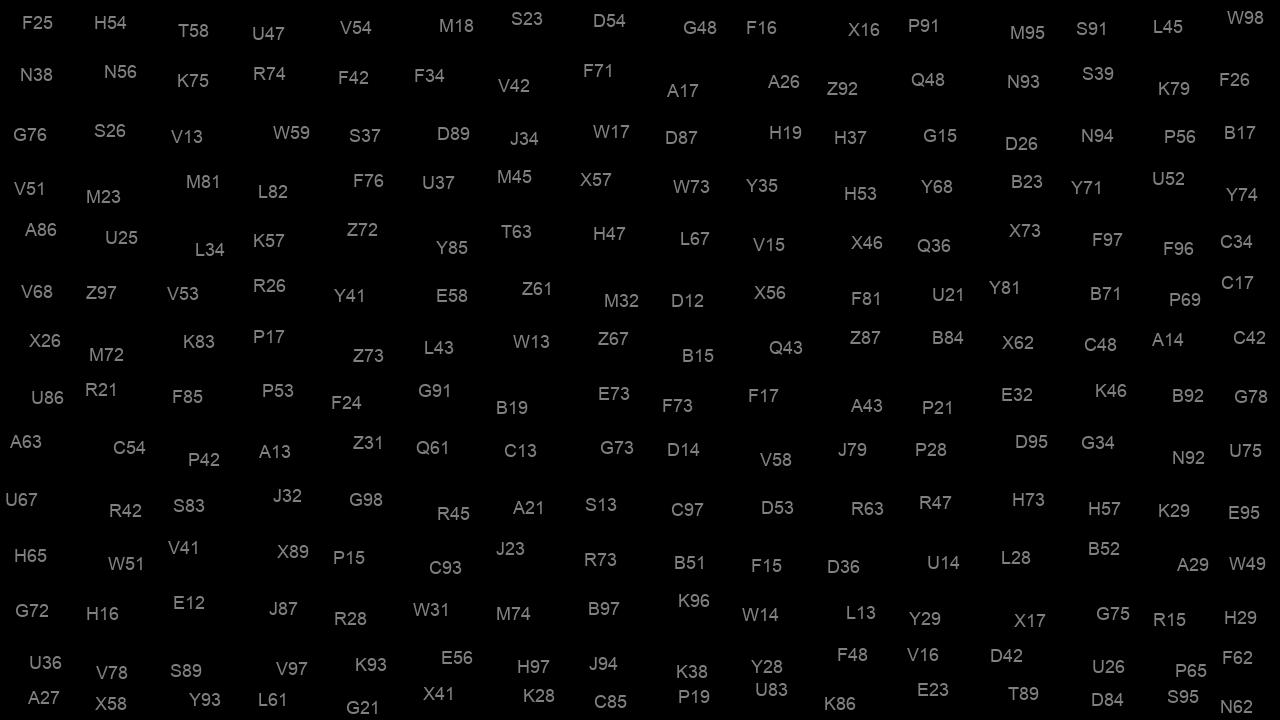 F25 H54 T58 U47 V54 M18 S23 D54 G48 F16 X16 P91 M95 S91 L45 W98
N38 N56 K75 R74 F42 F34 V42 F71 A17 A26 Z92 Q48 N93 S39 K79 F26
G76 S26 V13 W59 S37 D89 J34 W17 D87 H19 H37 G15 D26 N94 P56 B17
V51 M23 M81 L82 F76 U37 M45 X57 W73 Y35 H53 Y68 B23 Y71 U52 Y74
A86 U25 L34 K57 Z72 Y85 T63 H47 L67 V15 X46 Q36 X73 F97 F96 C34
V68 Z97 V53 R26 Y41 E58 Z61 M32 D12 X56 F81 U21 Y81 B71 P69 C17
X26 M72 K83 P17 Z73 L43 W13 Z67 B15 Q43 Z87 B84 X62 C48 A14 C42
U86 R21 F85 P53 F24 G91 B19 E73 F73 F17 A43 P21 E32 K46 B92 G78
A63 C54 P42 A13 Z31 Q61 C13 G73 D14 V58 J79 P28 D95 G34 N92 U75
U67 R42 S83 J32 G98 R45 A21 S13 C97 D53 R63 R47 H73 H57 K29 E95
H65 W51 V41 X89 P15 C93 J23 R73 B51 F15 D36 U14 L28 B52 A29 W49
G72 H16 E12 J87 R28 W31 M74 B97 K96 W14 L13 Y29 X17 G75 R15 H29
U36 V78 S89 V97 K93 E56 H97 J94 K38 Y28 F48 V16 D42 U26 P65 F62
A27 X58 Y93 L61 G21 X41 K28 C85 P19 U83 K86 E23 T89 D84 S95 N62